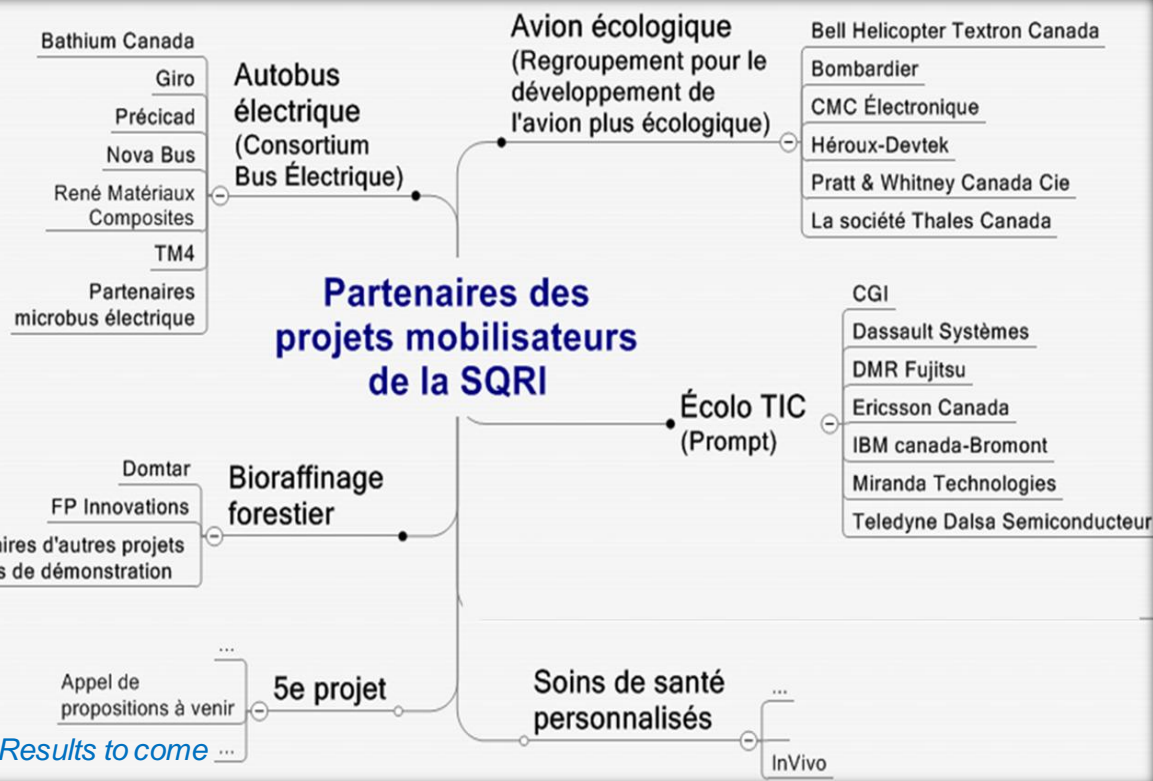 Partenaires des
projets mobilisateurs
de la SQRI
Autobus
électrique
(Consortium
Bus Électrique)
Bathium Canada
Giro
Précicad
Nova Bus
René Matériaux
Composites
TM4
Partenaires
microbus électrique
Avion écologique
(Regroupement pour le
développement de
l'avion plus écologique)
Bell Helicopter Textron Canada
Bombardier
CMC Électronique
Héroux-Devtek
Pratt & Whitney Canada Cie
La société Thales Canada
Écolo TIC
(Prompt)
CGI
Dassault Systèmes
DMR Fujitsu
Ericsson Canada
IBM canada-Bromont
Miranda Technologies
Teledyne Dalsa Semiconducteur
Bioraffinage
forestier
Domtar
FP Innovations
d'autres projets
de démonstration
5e projet
...
Appel de
propositions à venir
Results to come ...
Soins de santé
personnalisés
...
InVivo